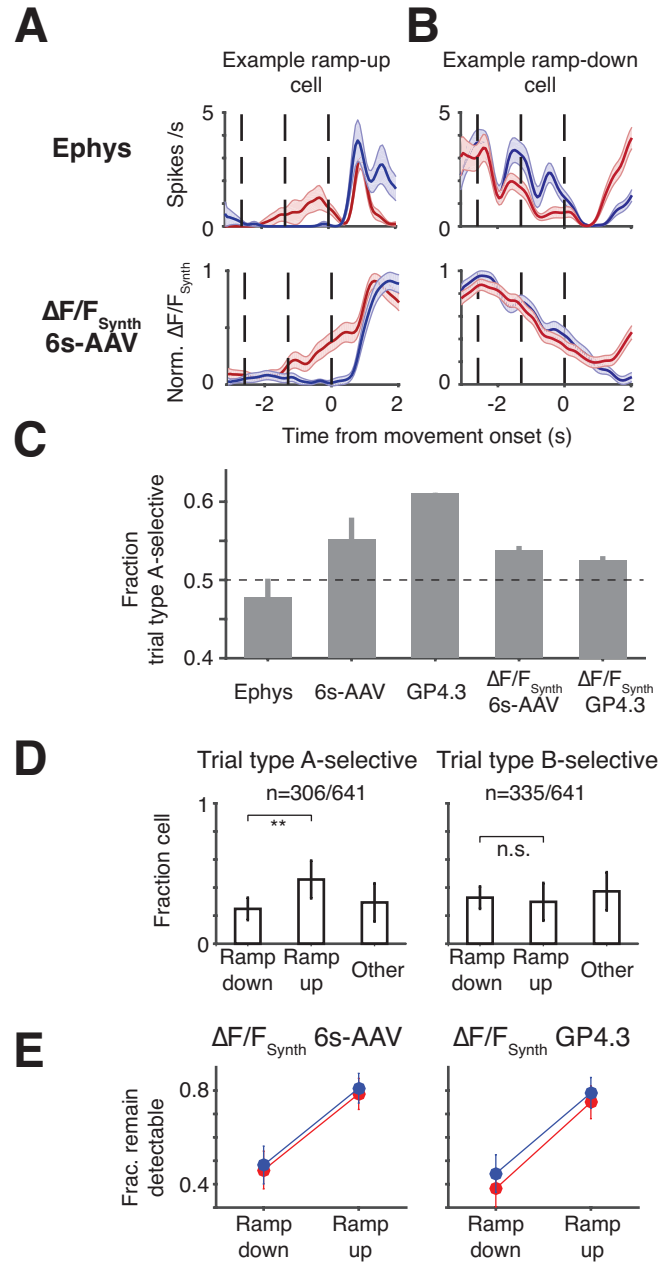 A
B
Example ramp-up
cell
Example ramp-down
cell
Ephys
Spikes /s
5
0
5
0
ΔF/F_Synth
6s-AAV
Norm. ΔF/F_Synth
1
0
1
0
-2
0
2
-2
0
2
Time from movement onset (s)
C
Fraction
trial type A-selective
0.6
0.5
0.4
Ephys
6s-AAV
GP4.3
ΔF/F_Synth
6s-AAV
ΔF/F_Synth
GP4.3
D
Trial type A-selective
n=306/641
Trial type B-selective
n=335/641
Fraction cell
1
0
**
Ramp
down
Ramp
up
Other
1
0
n.s.
Ramp
down
Ramp
up
Other
E
ΔF/F_Synth 6s-AAV
ΔF/F_Synth GP4.3
Frac. remain
detectable
0.8
0.4
Ramp
down
Ramp
up
Ramp
down
Ramp
up